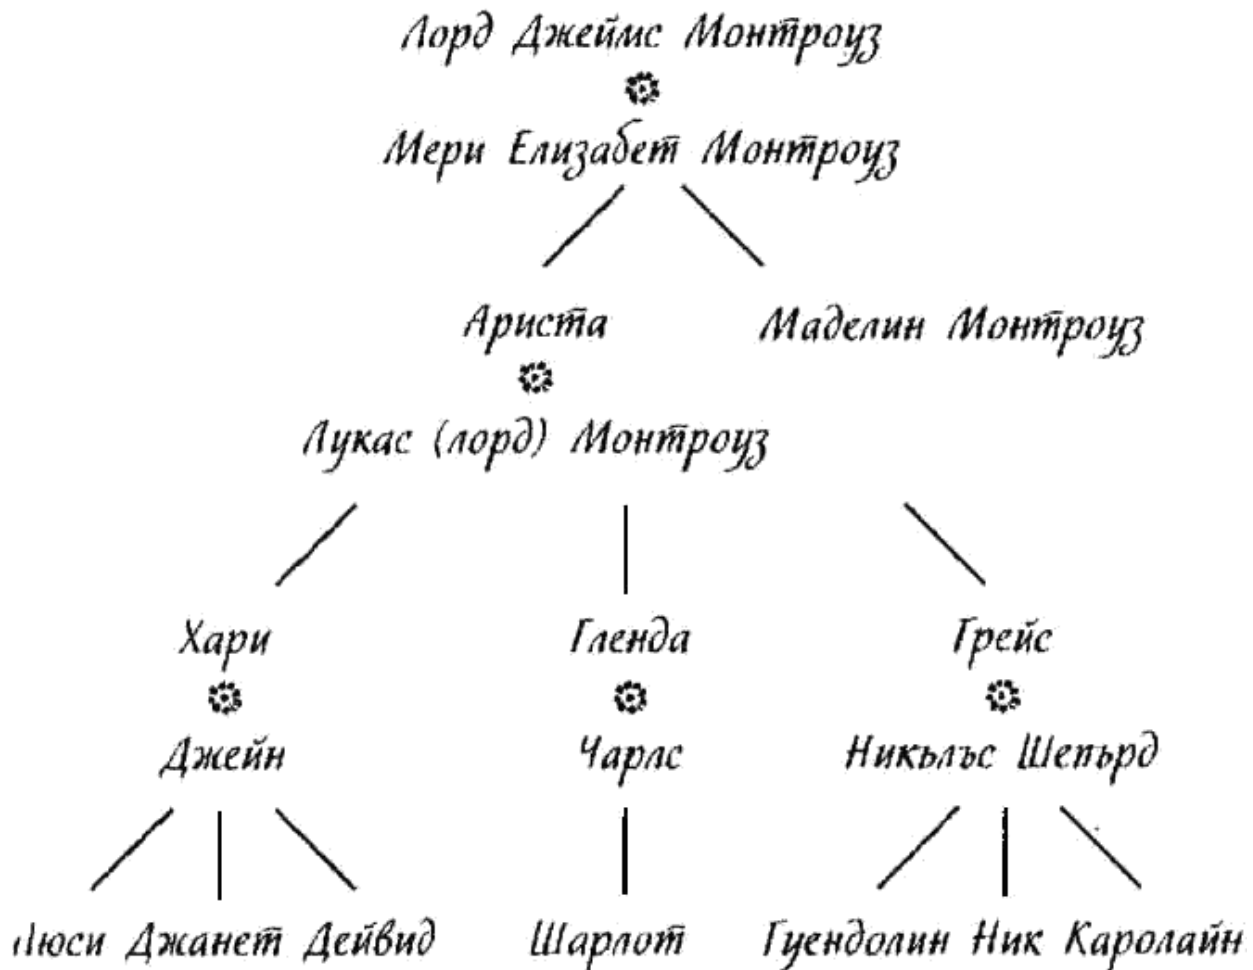 Лорд Джеймс Монтроуз
Мери Елизабет Монтроуз
Ариста Маделин Монтроуз
Лукас (лорд) Монтроуз
Хари Гленда Грейс
Джейн Чарлс Никълъс Шепърд
Люси Джанет Дейвид Шарлот Гуендолин Ник Каролайн